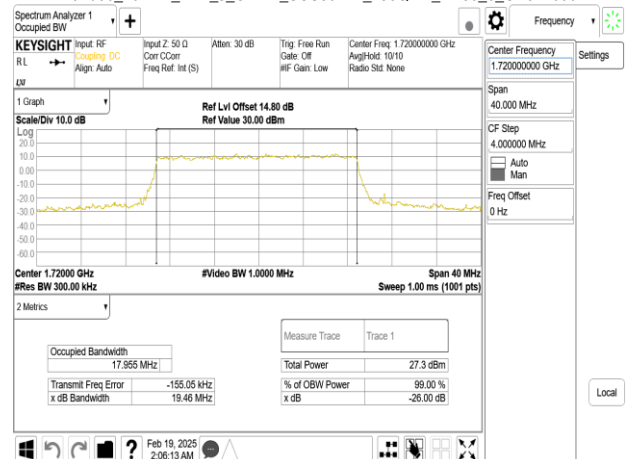 Spectrum Analyzer 1
Occupied BW
Frequency
KEYSIGHT
RL
LXI
Input: RF
Coupling: DC
Align: Auto
Input Z: 50 Ω
Corr CCorr
Freq Ref: Int (S)
Atten: 30 dB
Trig: Free Run
Gate: Off
#IF Gain: Low
Center Freq: 1.720000000 GHz
Avg|Hold: 10/10
Radio Std: None
Center Frequency
1.720000000 GHz
Settings
Span
40.000 MHz
CF Step
4.000000 MHz
Auto
Man
Freq Offset
0 Hz
Local
1 Graph
Scale/Div 10.0 dB
Ref Lvl Offset 14.80 dB
Ref Value 30.00 dBm
Log
20.0
10.0
0.00
-10.0
-20.0
-30.0
-40.0
-50.0
-60.0
Center 1.72000 GHz
#Res BW 300.00 kHz
#Video BW 1.0000 MHz
Span 40 MHz
Sweep 1.00 ms (1001 pts)
2 Metrics
Measure Trace
Trace 1
Occupied Bandwidth
17.955 MHz
Total Power
27.3 dBm
Transmit Freq Error
-155.05 kHz
% of OBW Power
99.00 %
x dB Bandwidth
19.46 MHz
x dB
-26.00 dB
Feb 19, 2025
2:06:13 AM